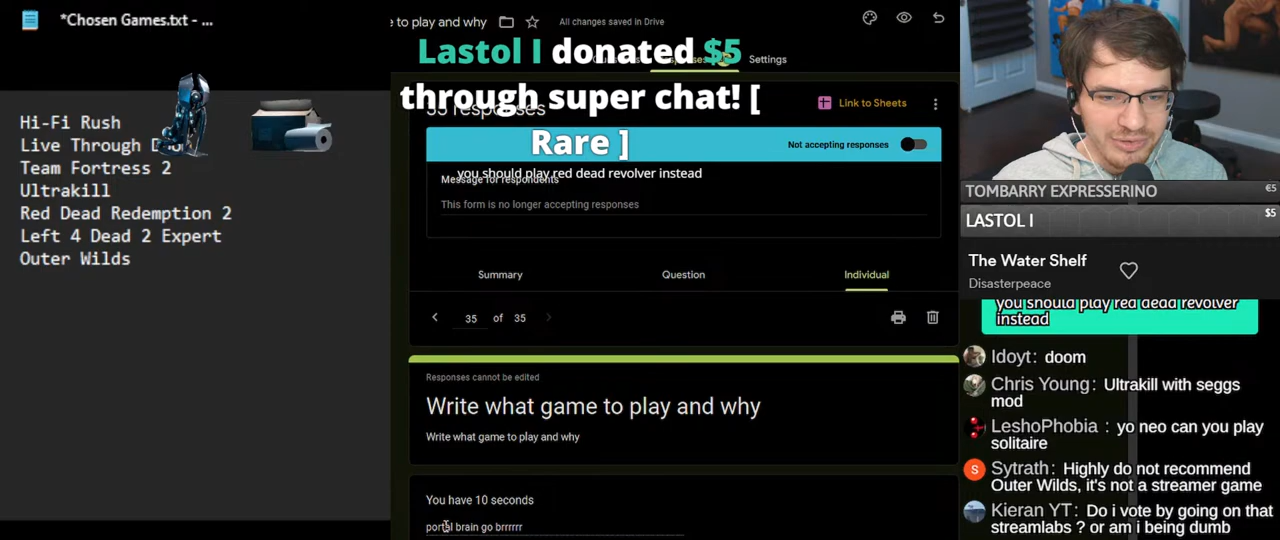 *Chosen Games.txt - ...
Hi-Fi Rush
Live Through
Team Fortress 2
Ultrakill
Red Dead Redemption 2
Left 4 Dead 2 Expert
Outer Wilds
e to play and why
All changes saved in Drive
Settings
Lastol I donated $5
through super chat! [
Rare ]
you should play red dead revolver instead
responses
Link to Sheets
Not accepting responses
Message for respondents
This form is no longer accepting responses
Summary
Question
Individual
35 of 35
Responses cannot be edited
Write what game to play and why
Write what game to play and why
You have 10 seconds
portal brain go brrrrrr
TOMBARRY EXPRESSERINO €5
LASTOL I $5
The Water Shelf
Disasterpeace
you should play red dead revolver
instead
Idoyt: doom
Chris Young: Ultrakill with seggs
mod
LeshoPhobia : yo neo can you play
solitaire
S
Sytrath: Highly do not recommend
Outer Wilds, it's not a streamer game
Kieran YT: Do i vote by going on that
streamlabs ? or am i being dumb